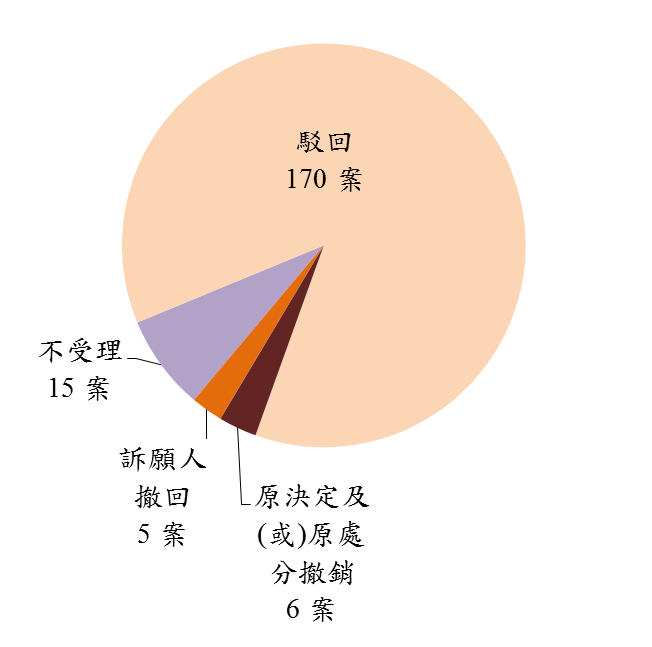 駁回
170 案
不受理
15 案
訴願人
撤回
5 案
原決定及
(或)原處
分撤銷
6 案